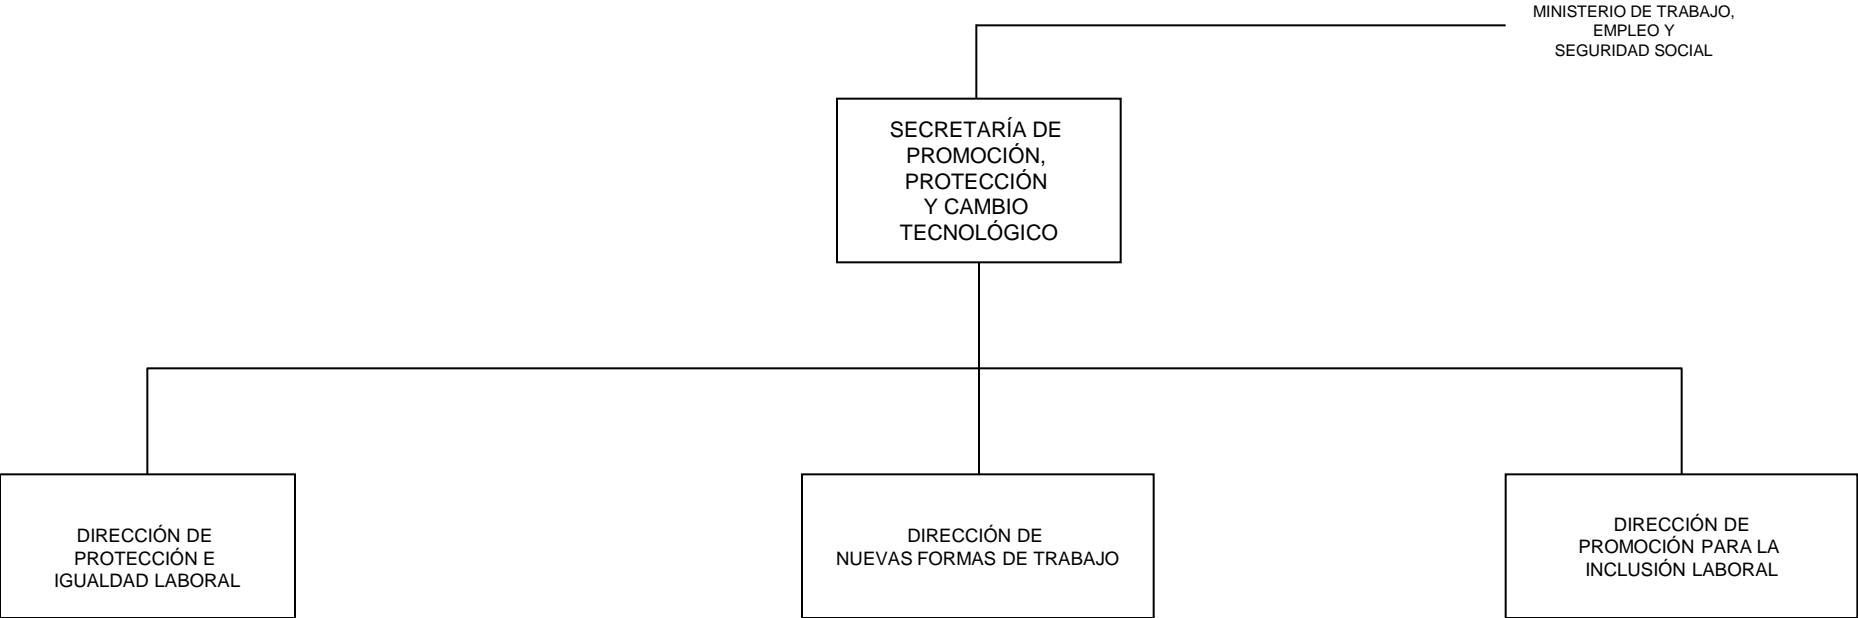 MINISTERIO DE TRABAJO,
EMPLEO Y
SEGURIDAD SOCIAL
SECRETARÍA DE
PROMOCIÓN,
PROTECCIÓN
Y CAMBIO
TECNOLÓGICO
DIRECCIÓN DE
PROTECCIÓN E
IGUALDAD LABORAL
DIRECCIÓN DE
NUEVAS FORMAS DE TRABAJO
DIRECCIÓN DE
PROMOCIÓN PARA LA
INCLUSIÓN LABORAL